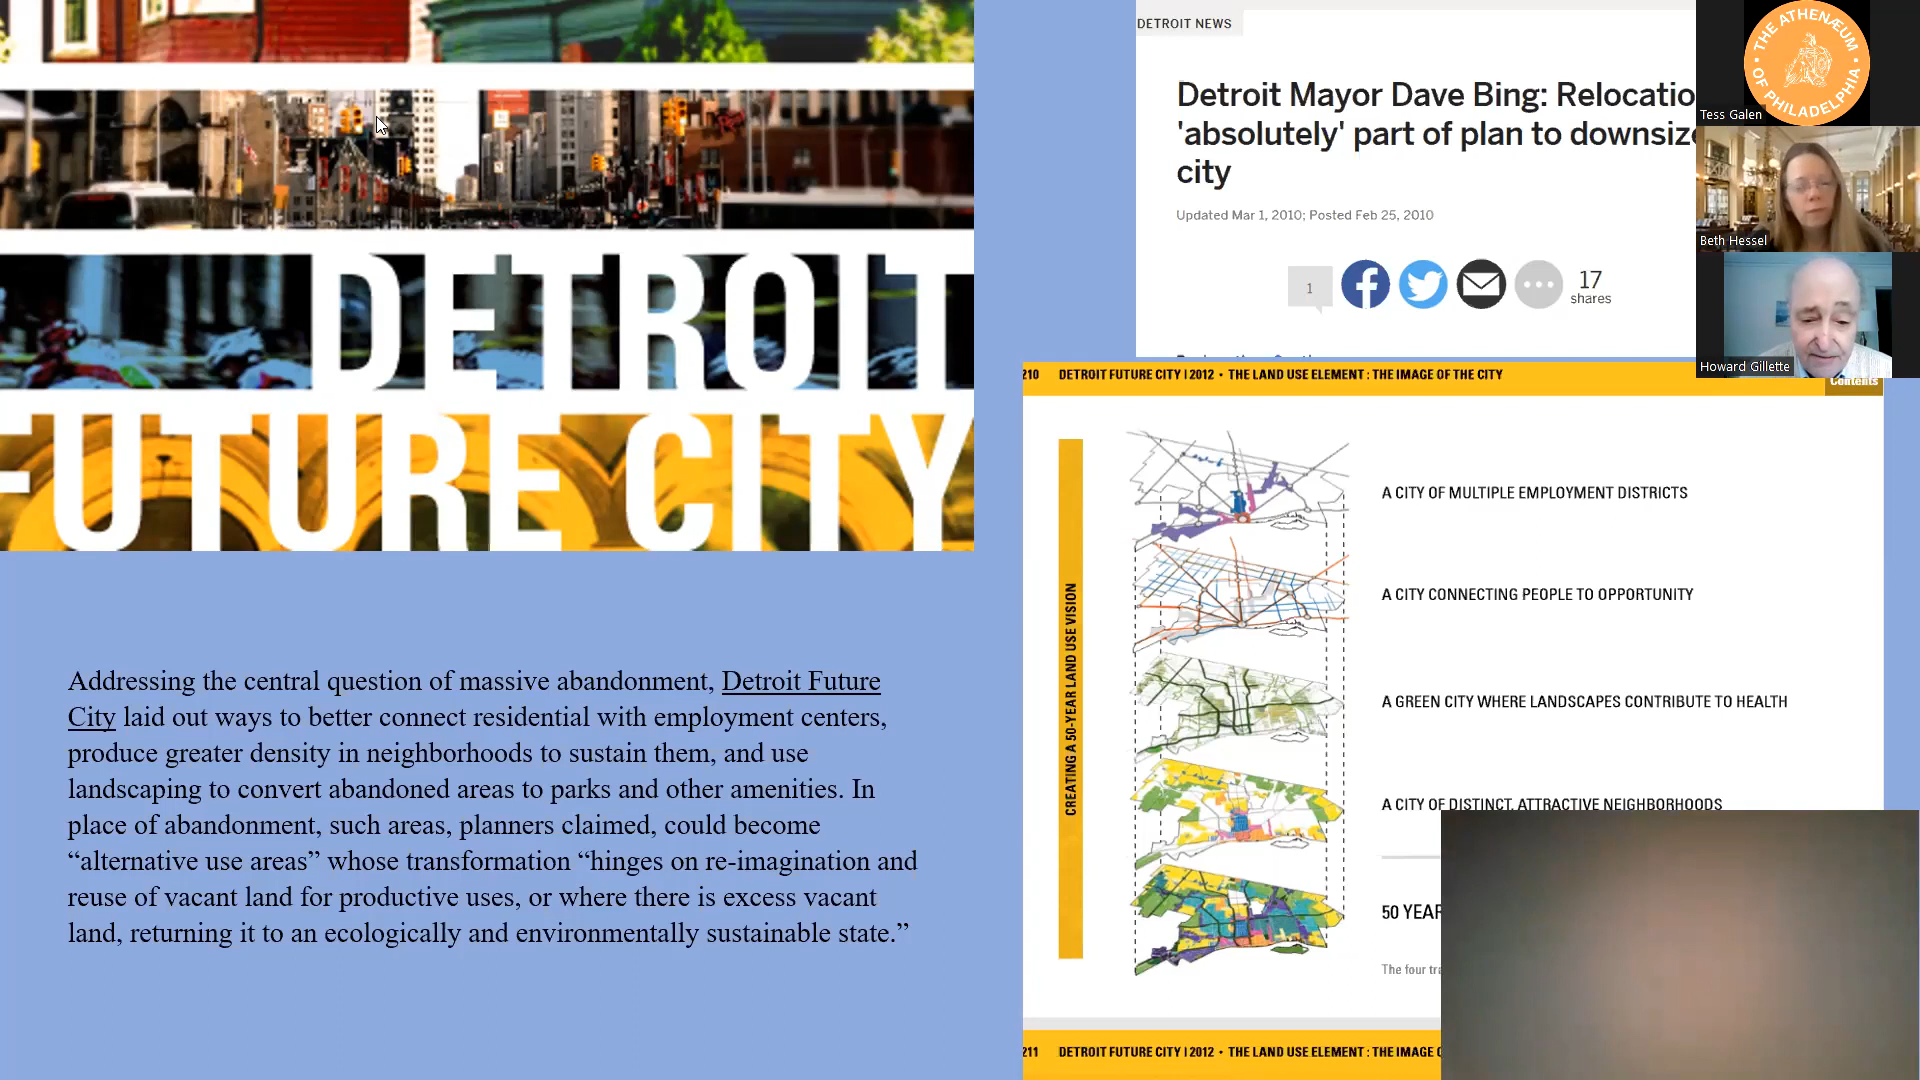 DETROIT
FUTURE CITY
Addressing the central question of massive abandonment, Detroit Future
City laid out ways to better connect residential with employment centers,
produce greater density in neighborhoods to sustain them, and use
landscaping to convert abandoned areas to parks and other amenities. In
place of abandonment, such areas, planners claimed, could become
“alternative use areas” whose transformation “hinges on re-imagination and
reuse of vacant land for productive uses, or where there is excess vacant
land, returning it to an ecologically and environmentally sustainable state.”
DETROIT NEWS
Detroit Mayor Dave Bing: Relocatio
'absolutely' part of plan to downsize
city
Updated Mar 1, 2010; Posted Feb 25, 2010
1
17
shares
THE ATHENÆUM
OF PHILADELPHIA
Tess Galen
Beth Hessel
Howard Gillette
210 DETROIT FUTURE CITY | 2012 • THE LAND USE ELEMENT : THE IMAGE OF THE CITY
Contents
CREATING A 50-YEAR LAND USE VISION
A CITY OF MULTIPLE EMPLOYMENT DISTRICTS
A CITY CONNECTING PEOPLE TO OPPORTUNITY
A GREEN CITY WHERE LANDSCAPES CONTRIBUTE TO HEALTH
A CITY OF DISTINCT, ATTRACTIVE NEIGHBORHOODS
50 YEAR
The four tra
211 DETROIT FUTURE CITY | 2012 • THE LAND USE ELEMENT : THE IMAGE